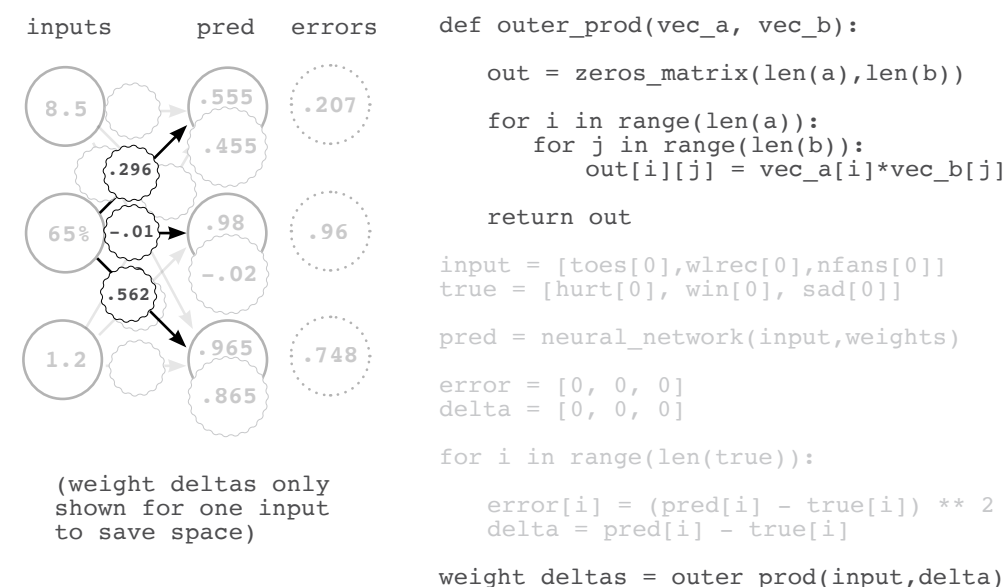 inputs pred errors
8.5 .555 .207
.455
.296
65% -.01 .98 .96
-.02
.562
1.2 .965 .748
.865
(weight deltas only
shown for one input
to save space)
def outer_prod(vec_a, vec_b):
out = zeros_matrix(len(a),len(b))
for i in range(len(a)):
for j in range(len(b)):
out[i][j] = vec_a[i]*vec_b[j]
return out
input = [toes[0],wlrec[0],nfans[0]]
true = [hurt[0], win[0], sad[0]]
pred = neural_network(input,weights)
error = [0, 0, 0]
delta = [0, 0, 0]
for i in range(len(true)):
error[i] = (pred[i] - true[i]) ** 2
delta = pred[i] - true[i]
weight_deltas = outer_prod(input,delta)